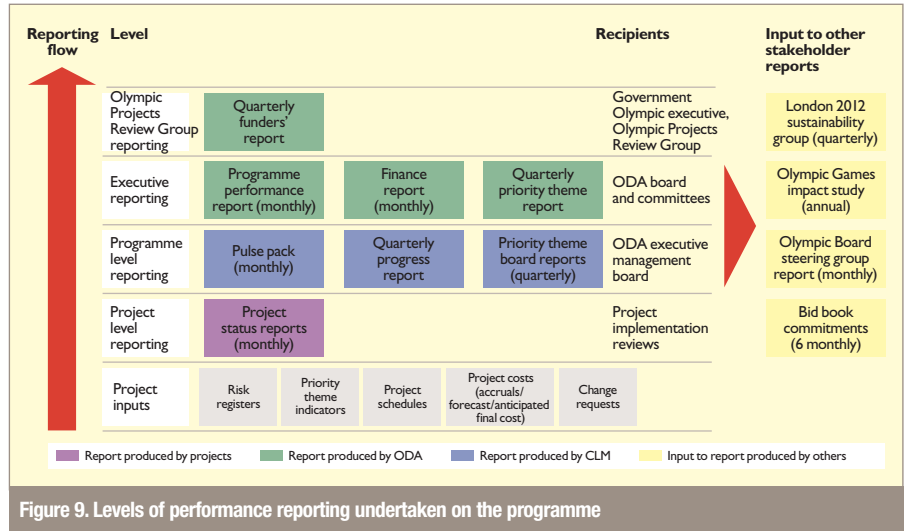 Reporting flow
Level
Recipients
Input to other stakeholder reports
Olympic
Projects
Review Group
reporting
Quarterly
funders'
report
Government
Olympic executive,
Olympic Projects
Review Group
London 2012
sustainability
group (quarterly)
Executive
reporting
Programme
performance
report (monthly)
Finance
report
(monthly)
Quarterly
priority theme
report
ODA board
and committees
Olympic Games
impact study
(annual)
Programme
level
reporting
Pulse pack
(monthly)
Quarterly
progress
report
Priority theme
board reports
(quarterly)
ODA executive
management
board
Olympic Board
steering group
report (monthly)
Project
level
reporting
Project
status reports
(monthly)
Project
implementation
reviews
Bid book
commitments
(6 monthly)
Project
inputs
Risk
registers
Priority
theme
indicators
Project
schedules
Project costs
(accruals/
forecast/anticipated
final cost)
Change
requests
Report produced by projects
Report produced by ODA
Report produced by CLM
Input to report produced by others
Figure 9. Levels of performance reporting undertaken on the programme